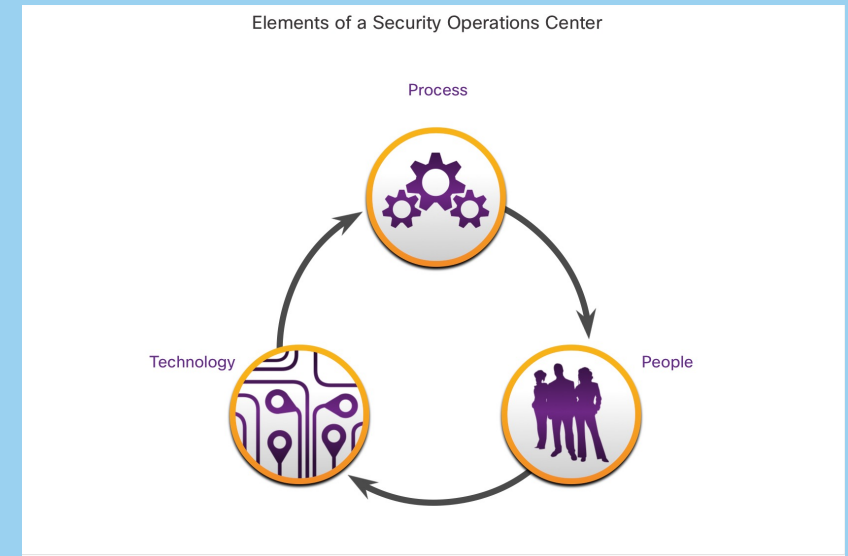 Elements of a Security Operations Center
Process
Technology
People